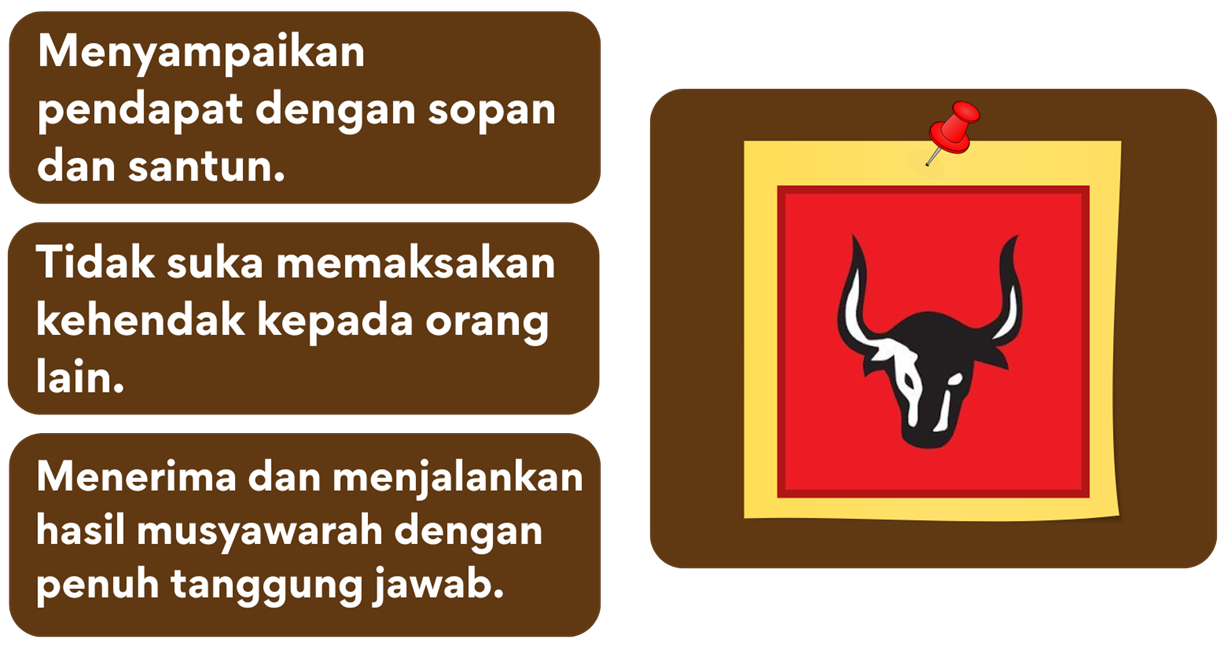 Menyampaikan
pendapat dengan sopan
dan santun.
Tidak suka memaksakan
kehendak kepada orang
lain.
Menerima dan menjalankan
hasil musyawarah dengan
penuh tanggung jawab.